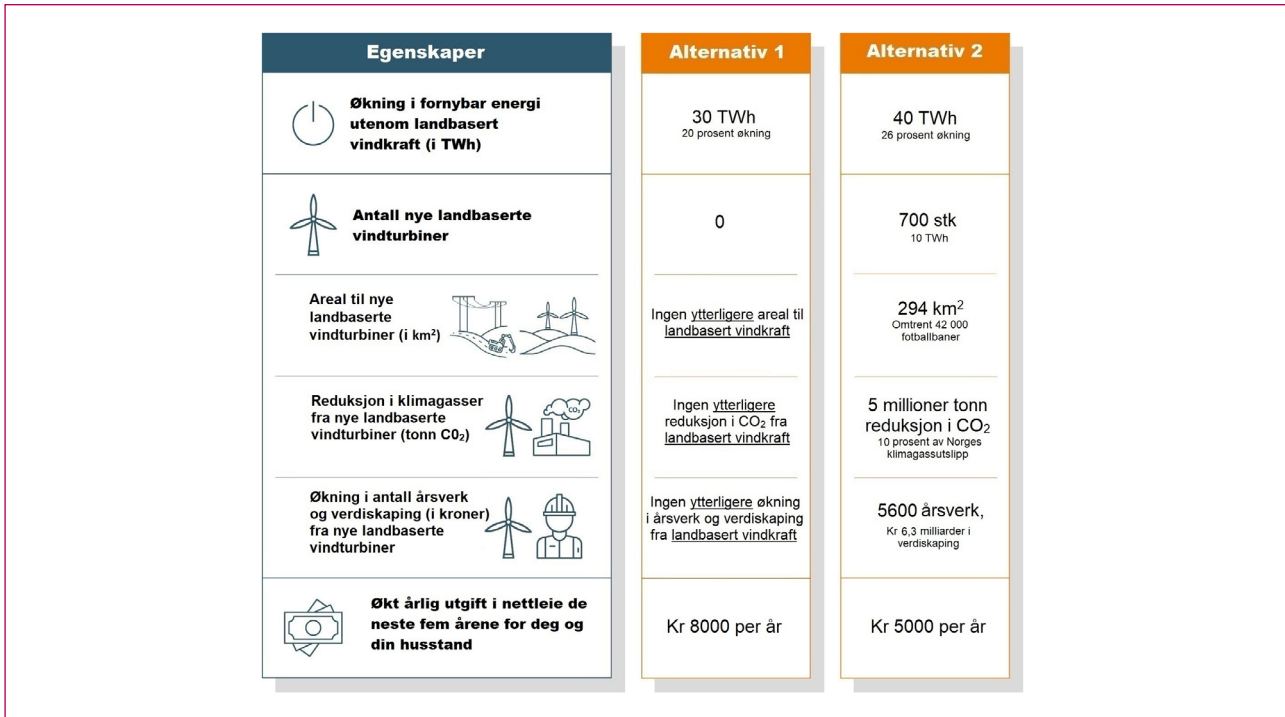 Egenskaper
Alternativ 1
Alternativ 2
Økning i fornybar energi
utenom landbasert
vindkraft (i TWh)
30 TWh
20 prosent økning
40 TWh
26 prosent økning
Antall nye landbaserte
vindturbiner
0
700 stk
10 TWh
Areal til nye
landbaserte
vindturbiner (i km²)
Ingen ytterligere areal til
landbasert vindkraft
294 km²
Omtrent 42 000
fotballbaner
Reduksjon i klimagasser
fra nye landbaserte
vindturbiner (tonn C0₂)
CO₂
Ingen ytterligere
reduksjon i CO₂ fra
landbasert vindkraft
5 millioner tonn
reduksjon i CO₂
10 prosent av Norges
klimagassutslipp
Økning i antall årsverk
og verdiskaping (i kroner)
fra nye landbaserte
vindturbiner
Ingen ytterligere økning
i årsverk og verdiskaping
fra landbasert vindkraft
5600 årsverk,
Kr 6,3 milliarder i
verdiskaping
Økt årlig utgift i nettleie de
neste fem årene for deg og
din husstand
Kr 8000 per år
Kr 5000 per år